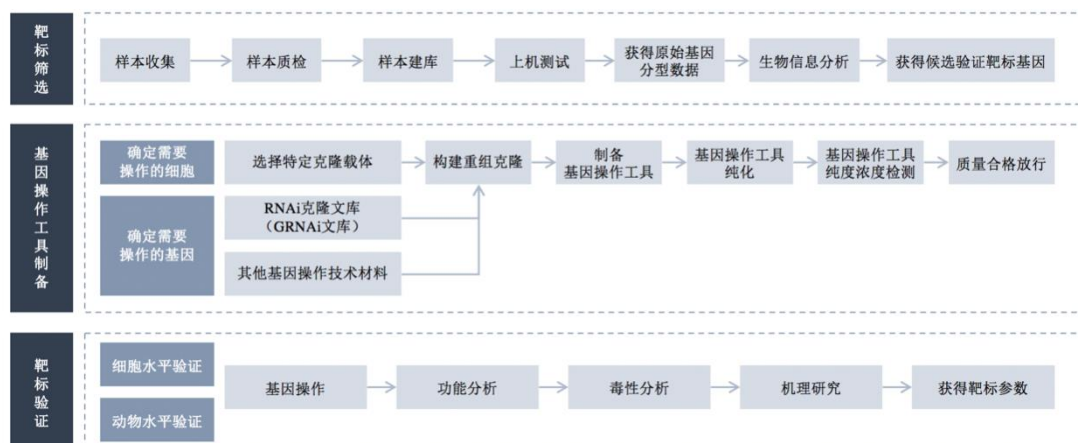 靶标筛选
样本收集
样本质检
样本建库
上机测试
获得原始基因
分型数据
生物信息分析
获得候选验证靶标基因
基因操作工具制备
确定需要
操作的细胞
选择特定克隆载体
构建重组克隆
制备
基因操作工具
基因操作工具
纯化
基因操作工具
纯度浓度检测
质量合格放行
确定需要
操作的基因
RNAi克隆文库
（GRNAi文库）
其他基因操作技术材料
靶标验证
细胞水平验证
动物水平验证
基因操作
功能分析
毒性分析
机理研究
获得靶标参数